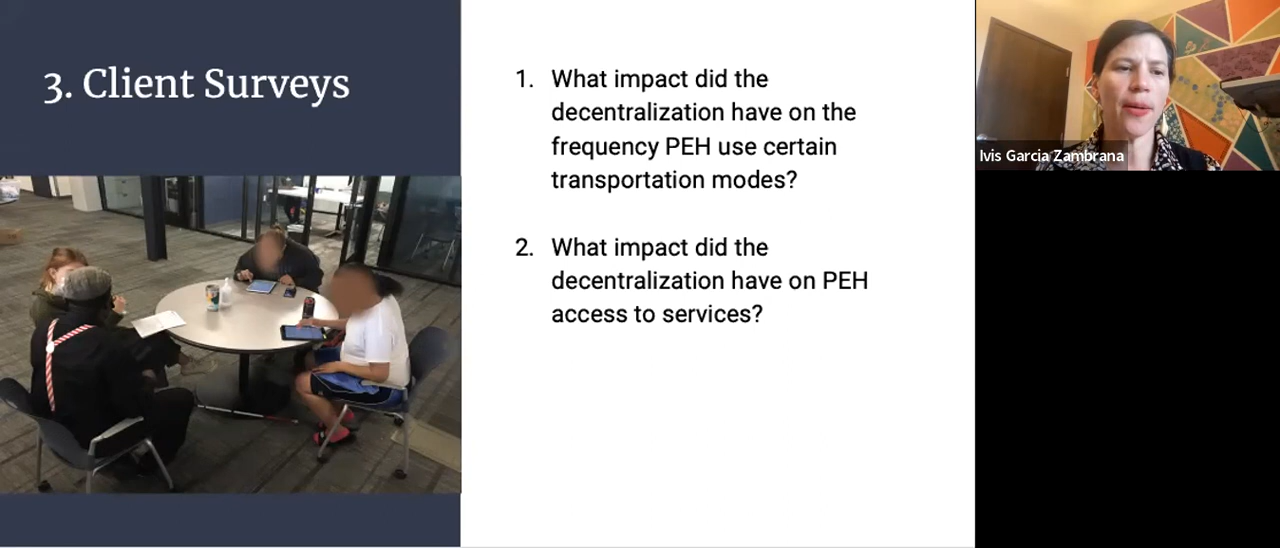 3. Client Surveys
1. What impact did the
decentralization have on the
frequency PEH use certain
transportation modes?
2. What impact did the
decentralization have on PEH
access to services?
Ivis Garcia Zambrana